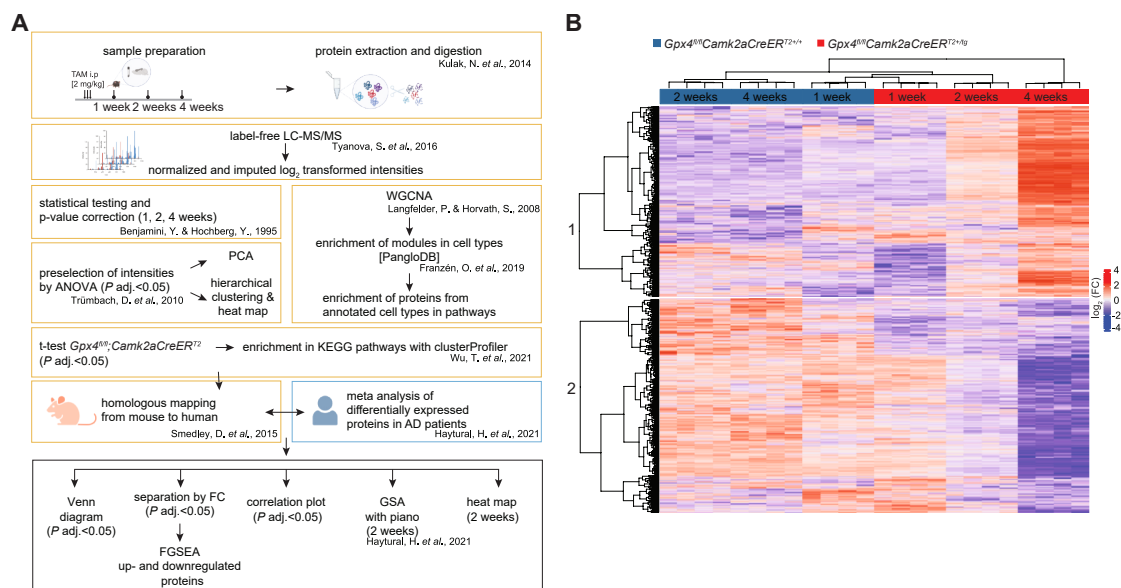 A
sample preparation
TAM i.p
[2 mg/kg]
1 week 2 weeks 4 weeks
protein extraction and digestion
Kulak, N. et al., 2014
label-free LC-MS/MS
Tyanova, S. et al., 2016
normalized and imputed log2 transformed intensities
statistical testing and
p-value correction (1, 2, 4 weeks)
Benjamini, Y. & Hochberg, Y., 1995
preselection of intensities
by ANOVA (P adj.<0.05)
Trümbach, D. et al., 2010
PCA
hierarchical
clustering &
heat map
WGCNA
Langfelder, P. & Horvath, S., 2008
enrichment of modules in cell types
[PangloDB]
Franzén, O. et al., 2019
enrichment of proteins from
annotated cell types in pathways
t-test Gpx4fl/fl;Camk2aCreERT2
(P adj.<0.05)
enrichment in KEGG pathways with clusterProfiler
Wu, T. et al., 2021
homologous mapping
from mouse to human
Smedley, D. et al., 2015
meta analysis of
differentially expressed
proteins in AD patients
Haytural, H. et al., 2021
Venn
diagram
(P adj.<0.05)
separation by FC
(P adj.<0.05)
FGSEA
up- and downregulated
proteins
correlation plot
(P adj.<0.05)
GSA
with piano
(2 weeks)
Haytural, H. et al., 2021
heat map
(2 weeks)
B
Gpx4fl/flCamk2aCreERT2+/+
Gpx4fl/flCamk2aCreERT2+/tg
2 weeks
4 weeks
1 week
1 week
2 weeks
4 weeks
1
2
log2 (FC)
4
2
0
-2
-4